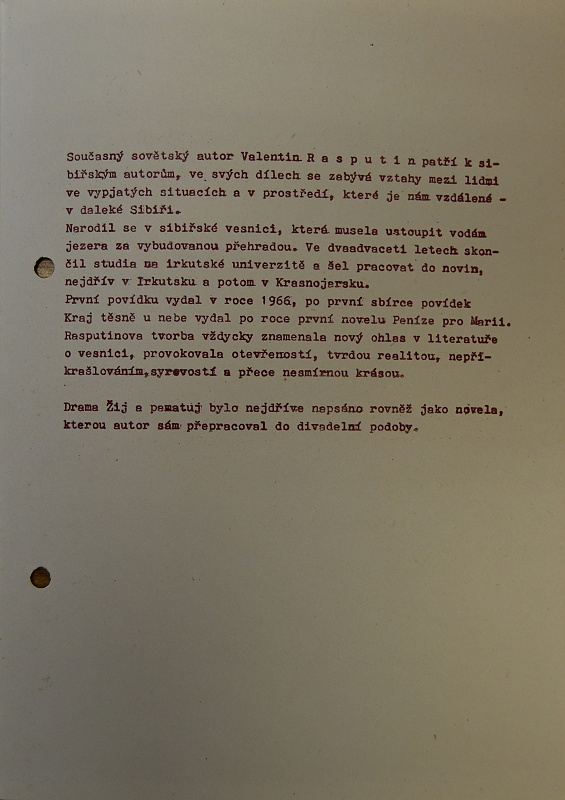 Současný sovětský autor Valentin R a s p u t i n patří k si-
biřským autorům, ve svých dílech se zabývá vztahy mezi lidmi
ve vypjatých situacích a v prostředí, které je nám vzdálené -
v daleké Sibiři.
Narodil se v sibiřské vesnici, která musela ustoupit vodám
jezera za vybudovanou přehradou. Ve dvaadvaceti letech skon-
čil studia na irkutské univerzitě a šel pracovat do novin,
nejdřív v Irkutsku a potom v Krasnojarsku.
První povídku vydal v roce 1966, po první sbírce povídek
Kraj těsně u nebe vydal po roce první novelu Peníze pro Marii.
Rasputinova tvorba vždycky znamenala nový ohlas v literatuře
o vesnici, provokovala otevřeností, tvrdou realitou, nepří-
krašlováním, syrovostí a přece nesmírnou krásou.
Drama Žij a pamatuj bylo nejdříve napsáno rovněž jako novela,
kterou autor sám přepracoval do divadelní podoby.